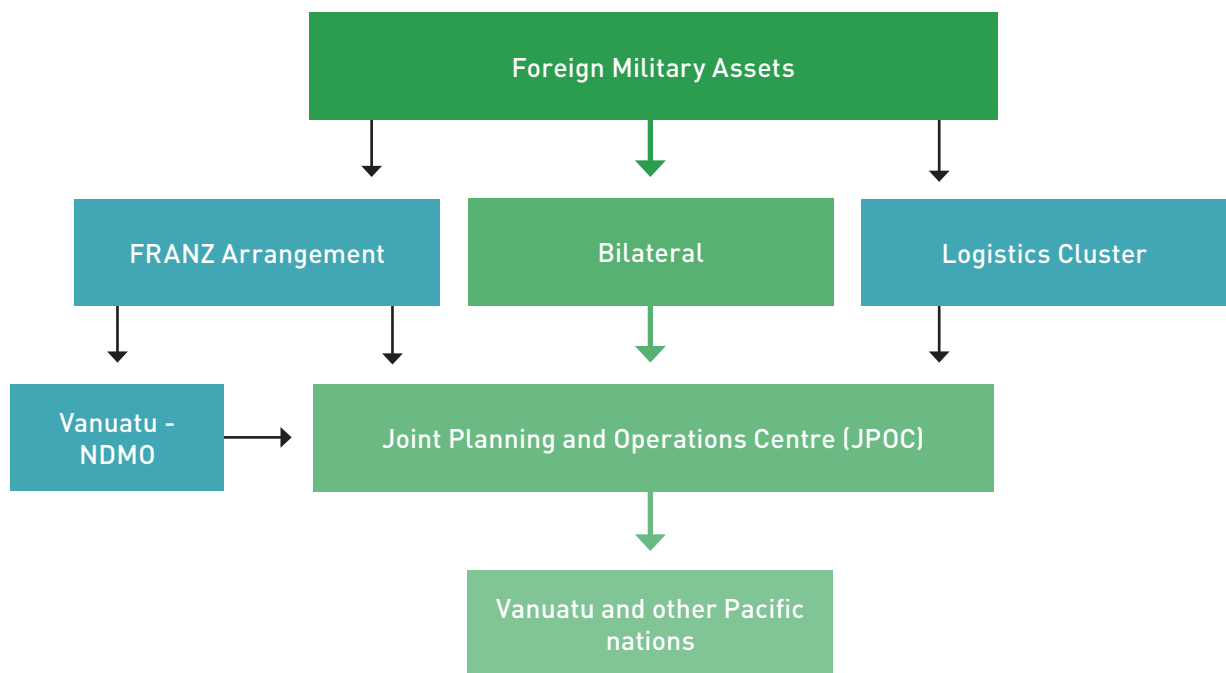 Foreign Military Assets
FRANZ Arrangement
Bilateral
Logistics Cluster
Vanuatu -
NDMO
Joint Planning and Operations Centre (JPOC)
Vanuatu and other Pacific
nations